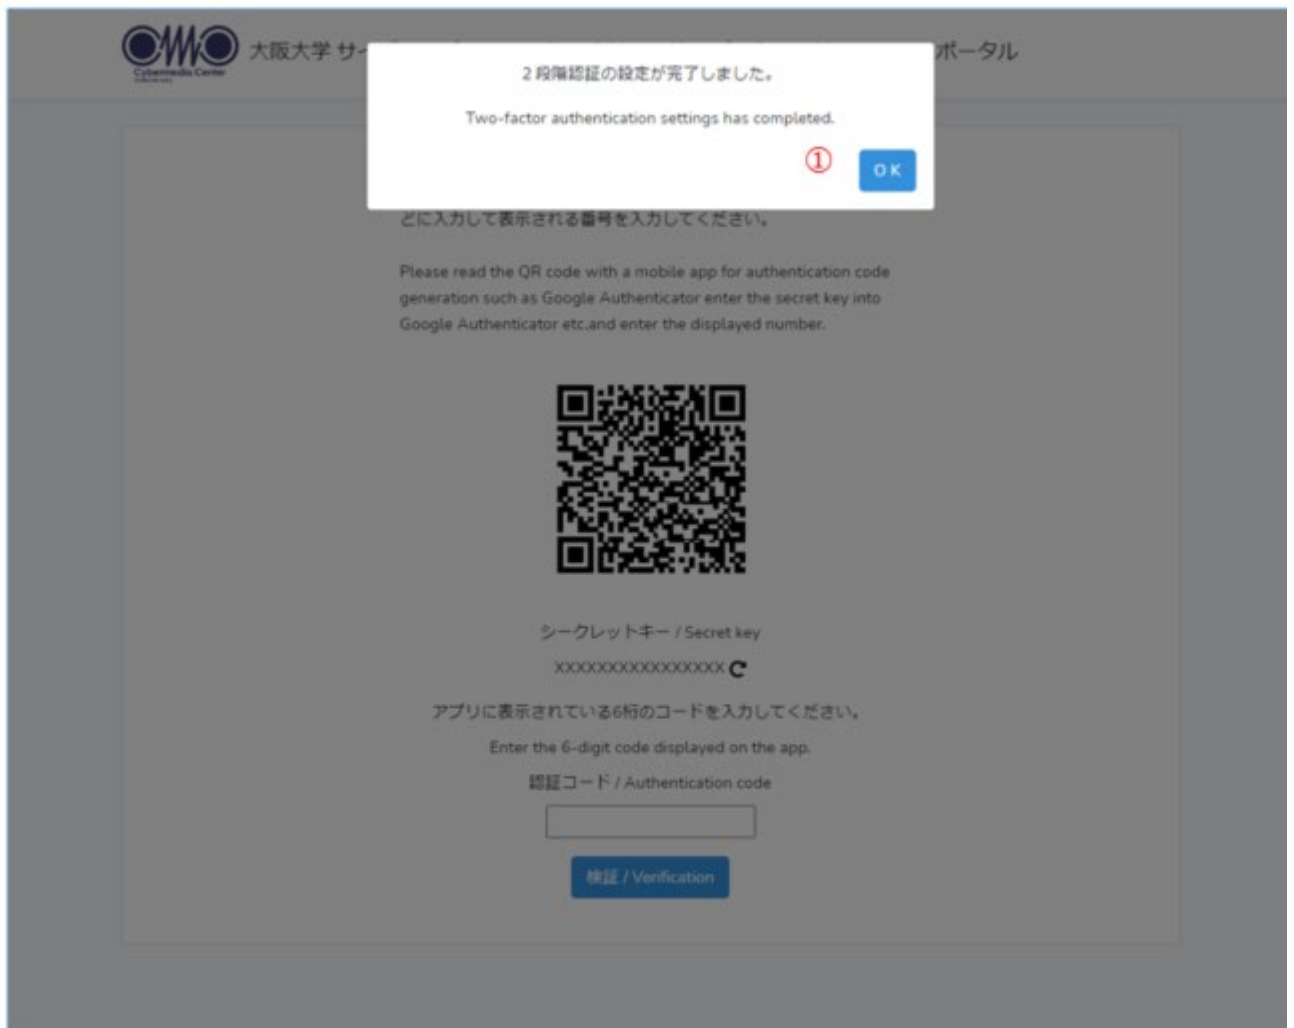 Cybermedia Center
大阪大学 サイ
ポータル
2段階認証の設定が完了しました。
Two-factor authentication settings has completed.
①
OK
どに入力して表示される番号を入力してください。
Please read the QR code with a mobile app for authentication code
generation such as Google Authenticator enter the secret key into
Google Authenticator etc.and enter the displayed number.
シークレットキー / Secret key
XXXXXXXXXXXXXXXX
アプリに表示されている6桁のコードを入力してください。
Enter the 6-digit code displayed on the app.
認証コード / Authentication code
検証 / Verification